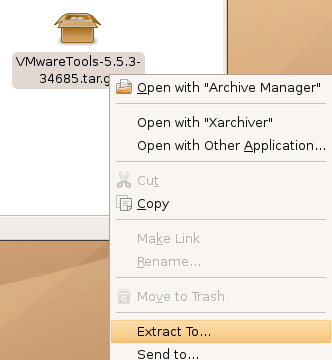 VMwareTools-5.5.3-
34685.tar.g
Open with "Archive Manager"
Open with "Xarchiver"
Open with Other Application...
Cut
Copy
Make Link
Rename...
Move to Trash
Extract To...
Send to...